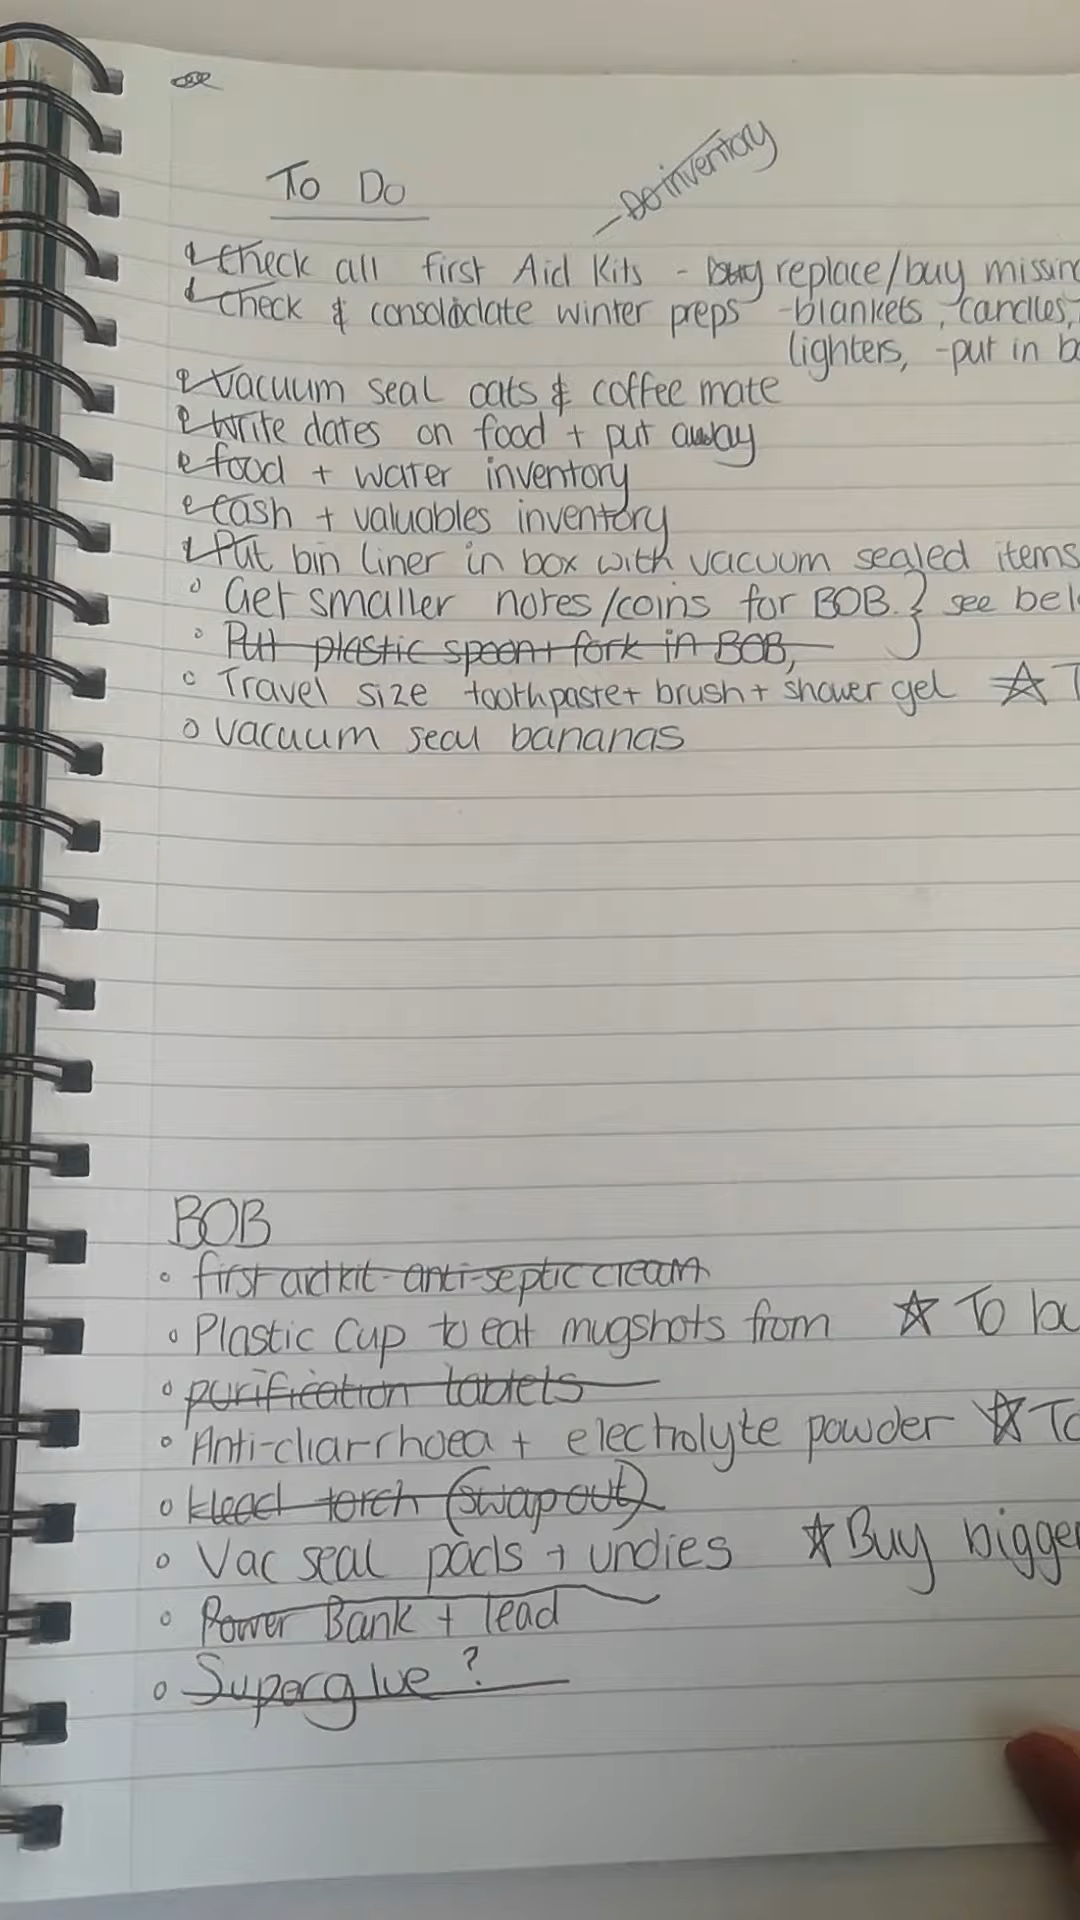 To Do
- Do inventory
Check all first Aid Kits - buy replace/buy missin
Check & consolidate winter preps - blankets, candles,
lighters, - put in b
Vacuum seal oats & coffee mate
Write dates on food + put away
food + water inventory
Cash + valuables inventory
Put bin liner in box with vacuum sealed items
Get smaller notes/coins for BOB. } see bel
Put plastic spoon + fork in BOB,
Travel size toothpaste + brush + shower gel ☆ T
Vacuum seal bananas
BOB
first aid kit - anti-septic cream
Plastic Cup to eat mugshots from ☆ To bu
purification tablets
Anti-diarrhoea + electrolyte powder ☆ To
Head torch (swap out)
Vac seal pads + undies ☆ Buy bigge
Power Bank + lead
Superglue ?